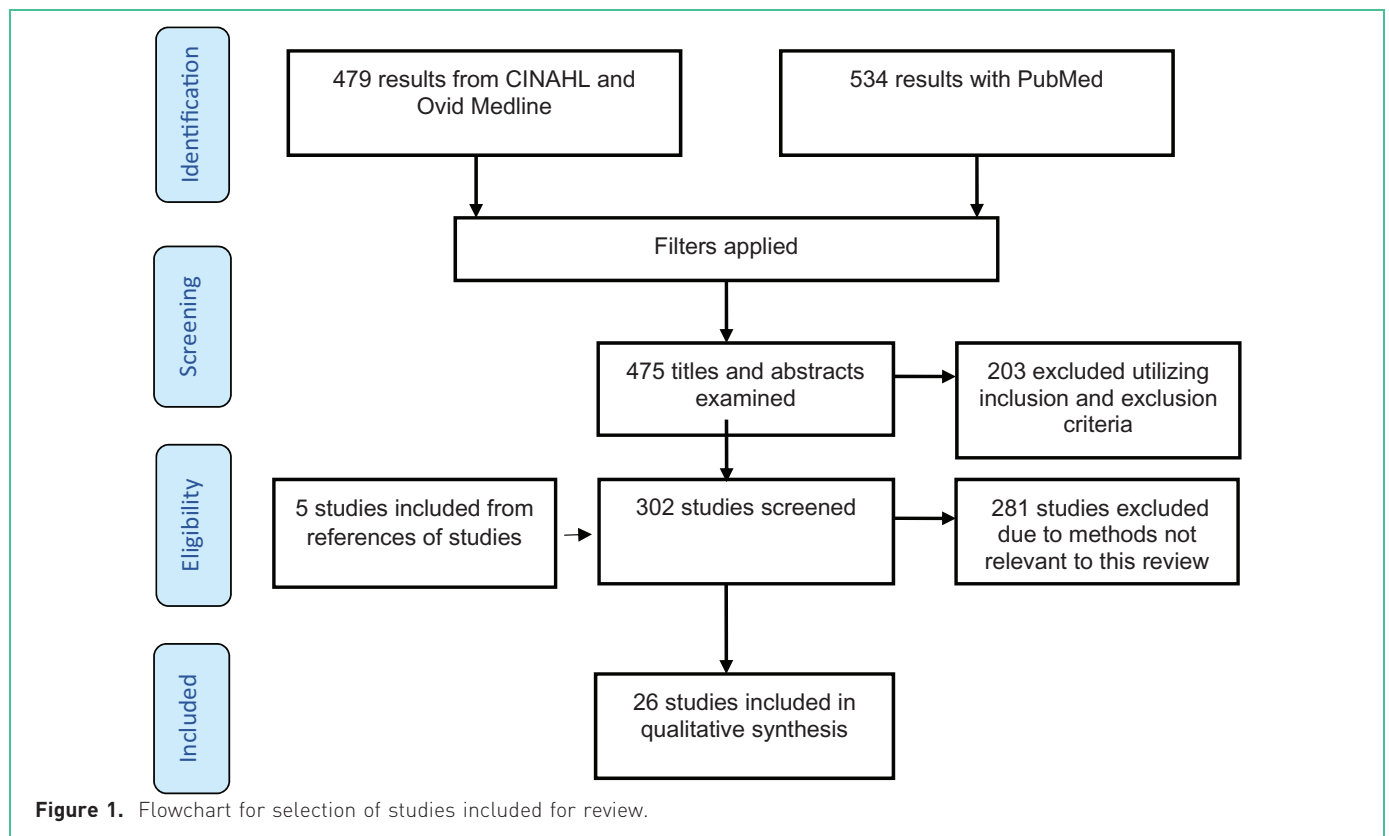 Identification
479 results from CINAHL and
Ovid Medline
534 results with PubMed
Filters applied
Screening
475 titles and abstracts
examined
203 excluded utilizing
inclusion and exclusion
criteria
Eligibility
5 studies included from
references of studies
302 studies screened
281 studies excluded
due to methods not
relevant to this review
Included
26 studies included in
qualitative synthesis
Figure 1. Flowchart for selection of studies included for review.